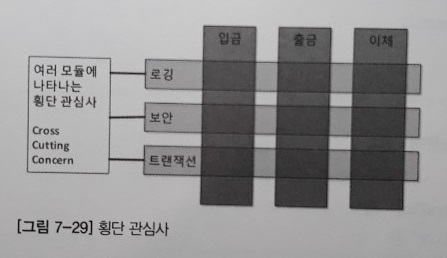 입금 출금 이체
여러 모듈에
나타나는
횡단 관심사
Cross
Cutting
Concern
로깅
보안
트랜잭션
[그림 7-29] 횡단 관심사